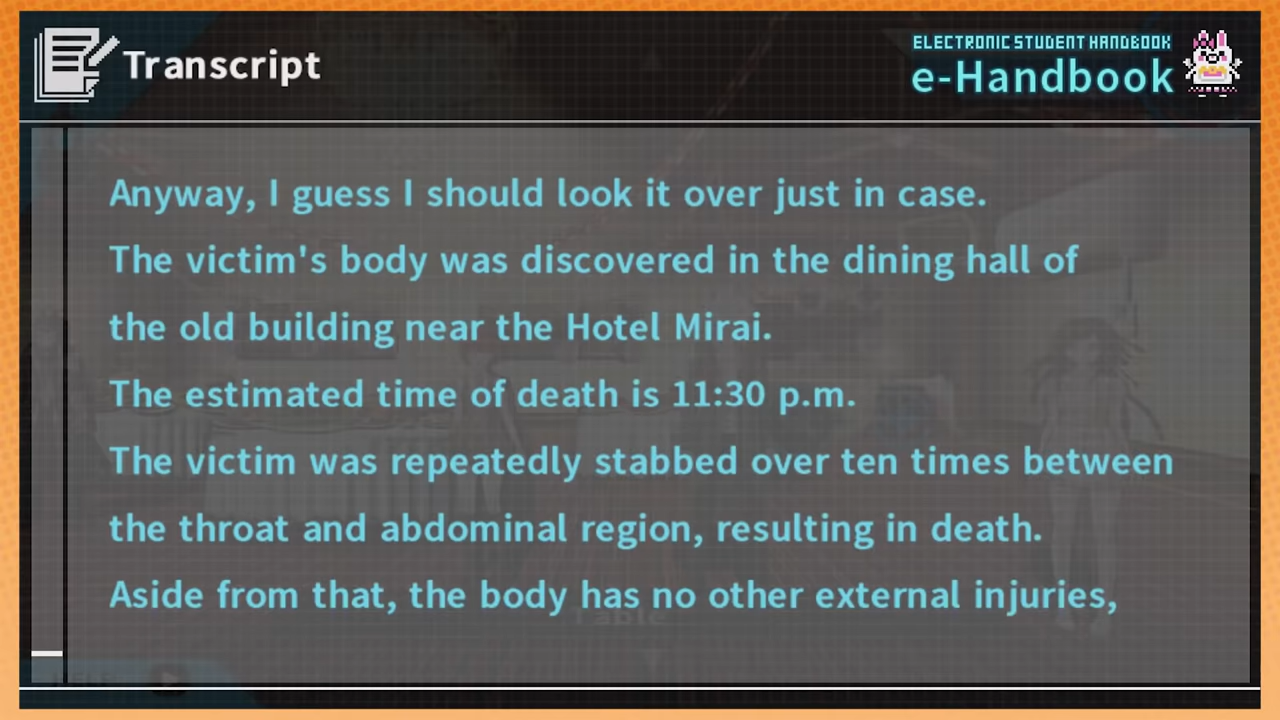 Transcript
ELECTRONIC STUDENT HANDBOOK
e-Handbook
Anyway, I guess I should look it over just in case.
The victim's body was discovered in the dining hall of
the old building near the Hotel Mirai.
The estimated time of death is 11:30 p.m.
The victim was repeatedly stabbed over ten times between
the throat and abdominal region, resulting in death.
Aside from that, the body has no other external injuries,
Table